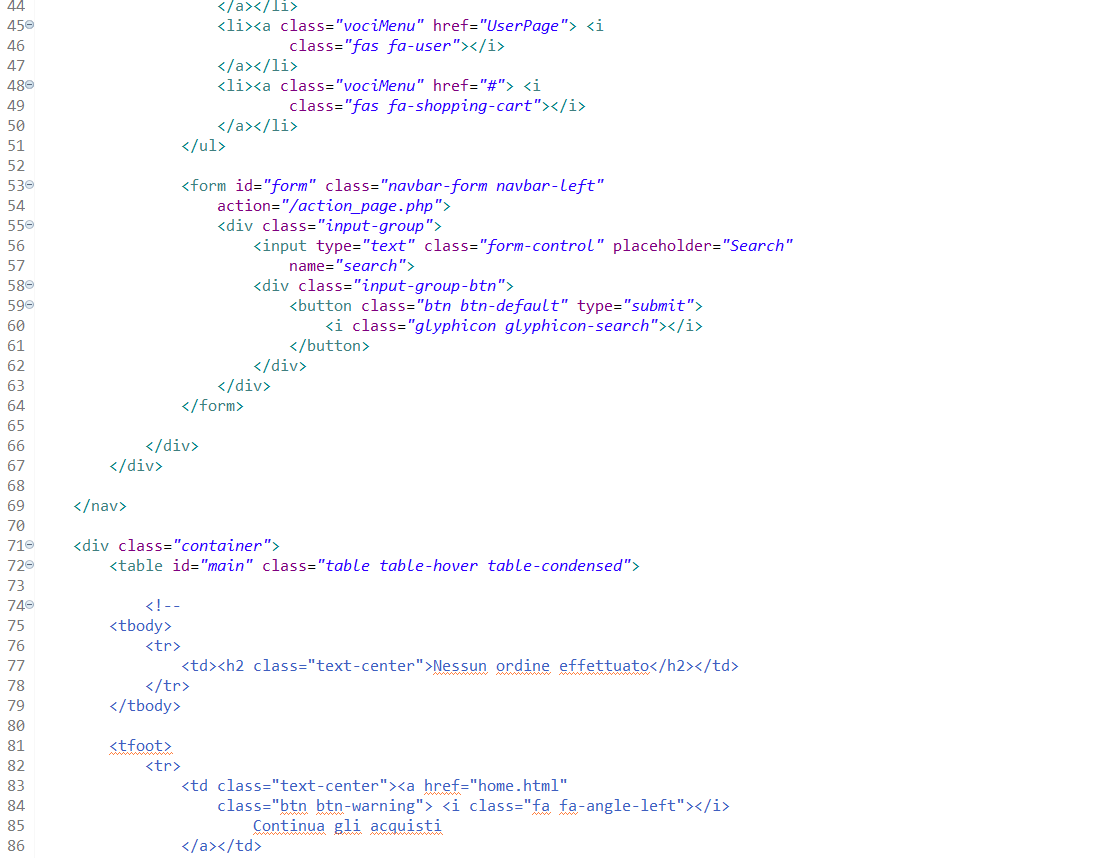 44 </a></li>
45 <li><a class="vociMenu" href="UserPage"> <i
46 class="fas fa-user"></i>
47 </a></li>
48 <li><a class="vociMenu" href="#"> <i
49 class="fas fa-shopping-cart"></i>
50 </a></li>
51 </ul>
52
53 <form id="form" class="navbar-form navbar-left"
54 action="/action_page.php">
55 <div class="input-group">
56 <input type="text" class="form-control" placeholder="Search"
57 name="search">
58 <div class="input-group-btn">
59 <button class="btn btn-default" type="submit">
60 <i class="glyphicon glyphicon-search"></i>
61 </button>
62 </div>
63 </div>
64 </form>
65
66 </div>
67 </div>
68
69 </nav>
70
71 <div class="container">
72 <table id="main" class="table table-hover table-condensed">
73
74 <!--
75 <tbody>
76 <tr>
77 <td><h2 class="text-center">Nessun ordine effettuato</h2></td>
78 </tr>
79 </tbody>
80
81 <tfoot>
82 <tr>
83 <td class="text-center"><a href="home.html"
84 class="btn btn-warning"> <i class="fa fa-angle-left"></i>
85 Continua gli acquisti
86 </a></td>